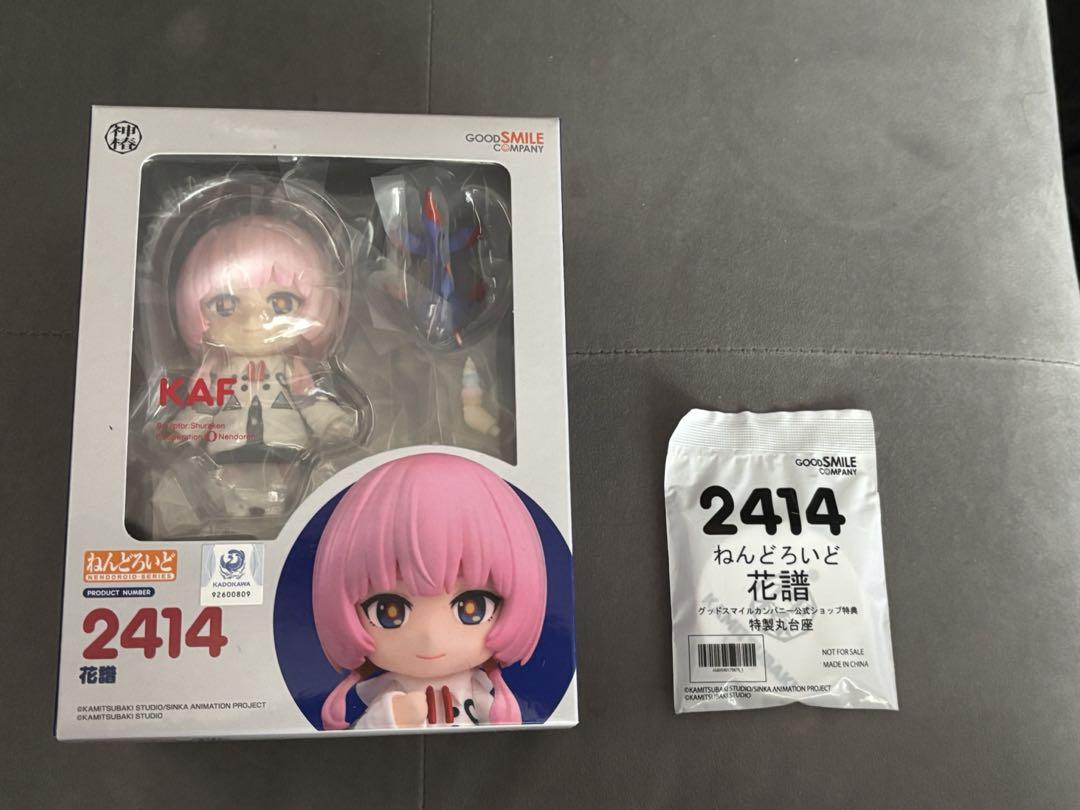 神椿
GOOD SMILE
COMPANY
KAF
Sculptor:Shuraken
Cooperation:Nendoron
ねんどろいど
NENDOROID SERIES
PRODUCT NUMBER
2414
花譜
KADOKAWA
92600809
©KAMITSUBAKI STUDIO/SINKA ANIMATION PROJECT
©KAMITSUBAKI STUDIO
GOOD SMILE
COMPANY
2414
ねんどろいど
花譜
グッドスマイルカンパニー公式ショップ特典
特製丸台座
NOT FOR SALE
MADE IN CHINA
©KAMITSUBAKI STUDIO/SINKA ANIMATION PROJECT
©KAMITSUBAKI STUDIO